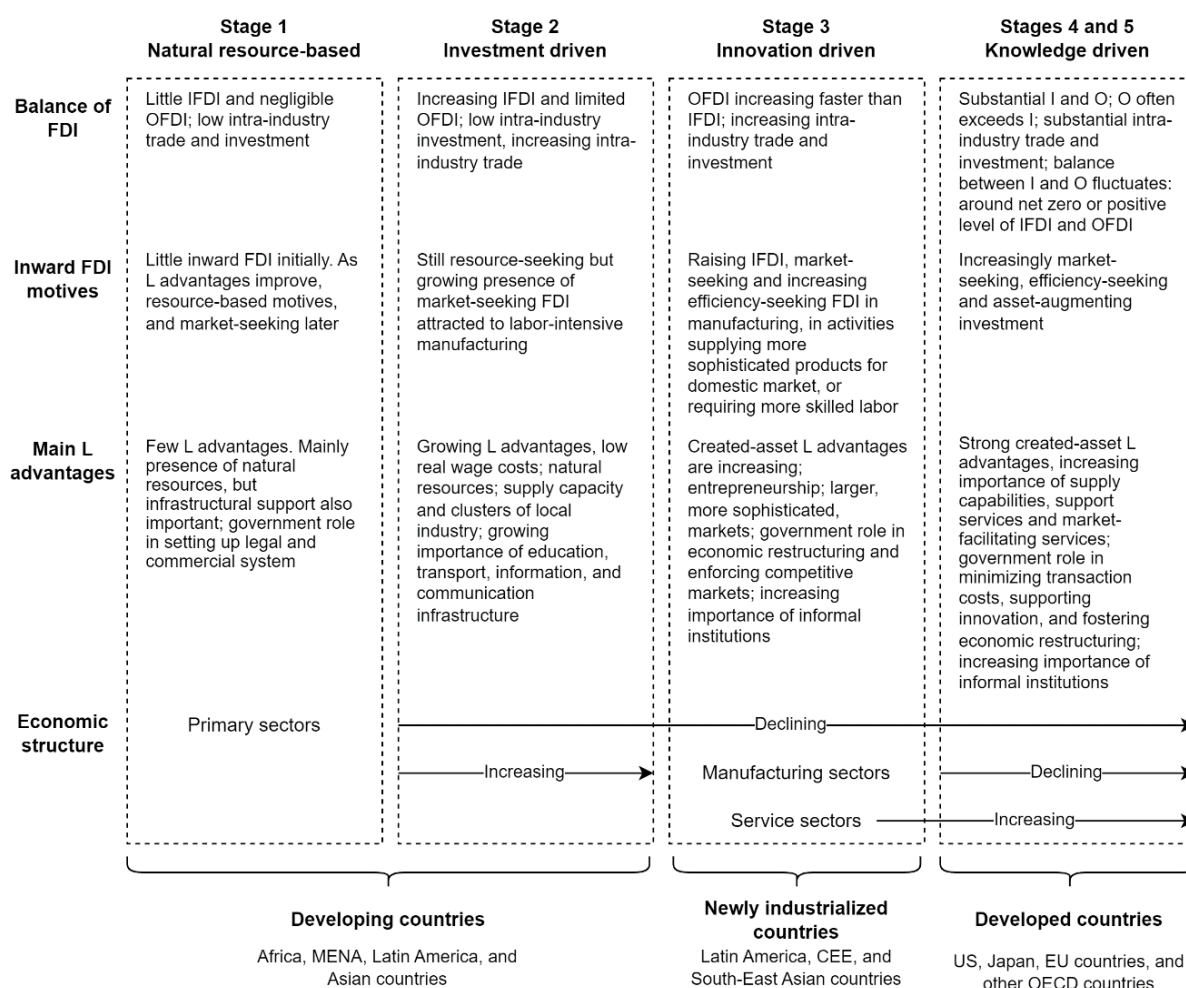 Stage 1
Natural resource-based
Stage 2
Investment driven
Stage 3
Innovation driven
Stages 4 and 5
Knowledge driven
Balance of
FDI
Little IFDI and negligible
OFDI; low intra-industry
trade and investment
Increasing IFDI and limited
OFDI; low intra-industry
investment, increasing intra-
industry trade
OFDI increasing faster than
IFDI; increasing intra-
industry trade and
investment
Substantial I and O; O often
exceeds I; substantial intra-
industry trade and
investment; balance
between I and O fluctuates:
around net zero or positive
level of IFDI and OFDI
Inward FDI
motives
Little inward FDI initially. As
L advantages improve,
resource-based motives,
and market-seeking later
Still resource-seeking but
growing presence of
market-seeking FDI
attracted to labor-intensive
manufacturing
Raising IFDI, market-
seeking and increasing
efficiency-seeking FDI in
manufacturing, in activities
supplying more
sophisticated products for
domestic market, or
requiring more skilled labor
Increasingly market-
seeking, efficiency-seeking
and asset-augmenting
investment
Main L
advantages
Few L advantages. Mainly
presence of natural
resources, but
infrastructural support also
important; government role
in setting up legal and
commercial system
Growing L advantages, low
real wage costs; natural
resources; supply capacity
and clusters of local
industry; growing
importance of education,
transport, information, and
communication
infrastructure
Created-asset L advantages
are increasing;
entrepreneurship; larger,
more sophisticated,
markets; government role in
economic restructuring and
enforcing competitive
markets; increasing
importance of informal
institutions
Strong created-asset L
advantages, increasing
importance of supply
capabilities, support
services and market-
facilitating services;
government role in
minimizing transaction
costs, supporting
innovation, and fostering
economic restructuring;
increasing importance of
informal institutions
Economic
structure
Primary sectors
Declining
Increasing
Manufacturing sectors
Declining
Service sectors
Increasing
Developing countries
Africa, MENA, Latin America, and
Asian countries
Newly industrialized
countries
Latin America, CEE, and
South-East Asian countries
Developed countries
US, Japan, EU countries, and
other OECD countries